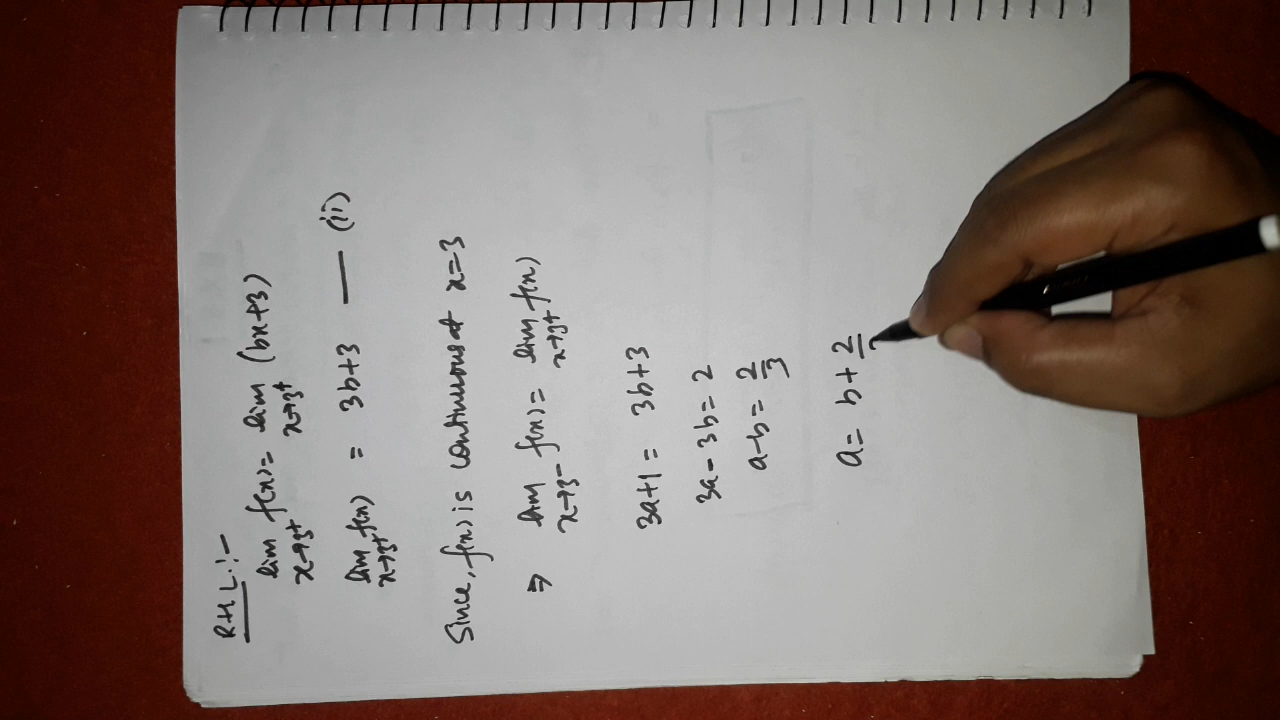 RHL:-
lim f(x) = lim (bx+3)
x→3+ x→3+
lim f(x) = 3b+3 — (ii)
x→3+
Since, f(x) is continuous at x=3
⇒ lim f(x) = lim f(x)
x→3- x→3+
3a+1 = 3b+3
3a-3b = 2
a-b = 2/3
a = b+2/